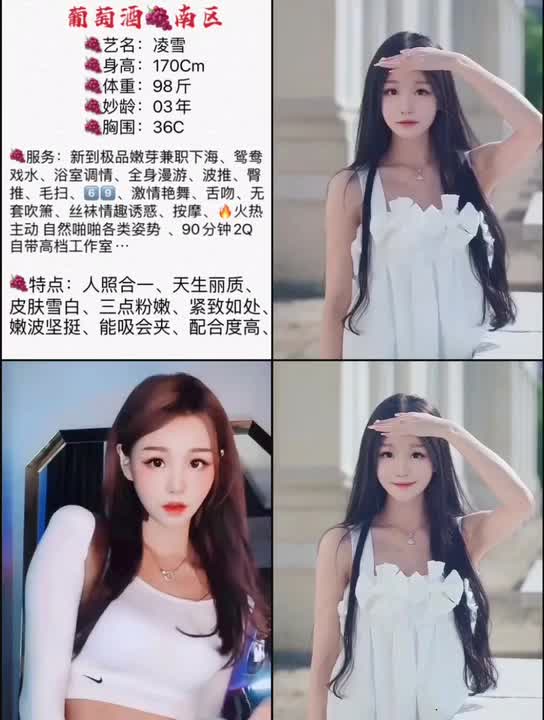 葡萄酒🍇南区
🍇艺名：凌雪
🍇身高：170Cm
🍇体重：98斤
🍇妙龄：03年
🍇胸围：36C
🍇服务：新到极品嫩芽兼职下海、鸳鸯
戏水、浴室调情、全身漫游、波推、臀
推、毛扫、6️⃣9️⃣、激情艳舞、舌吻、无
套吹箫、丝袜情趣诱惑、按摩、🔥火热
主动 自然啪啪各类姿势 、90分钟2Q
自带高档工作室…
🍇特点：人照合一、天生丽质、
皮肤雪白、三点粉嫩、紧致如处、
嫩波坚挺、能吸会夹、配合度高、